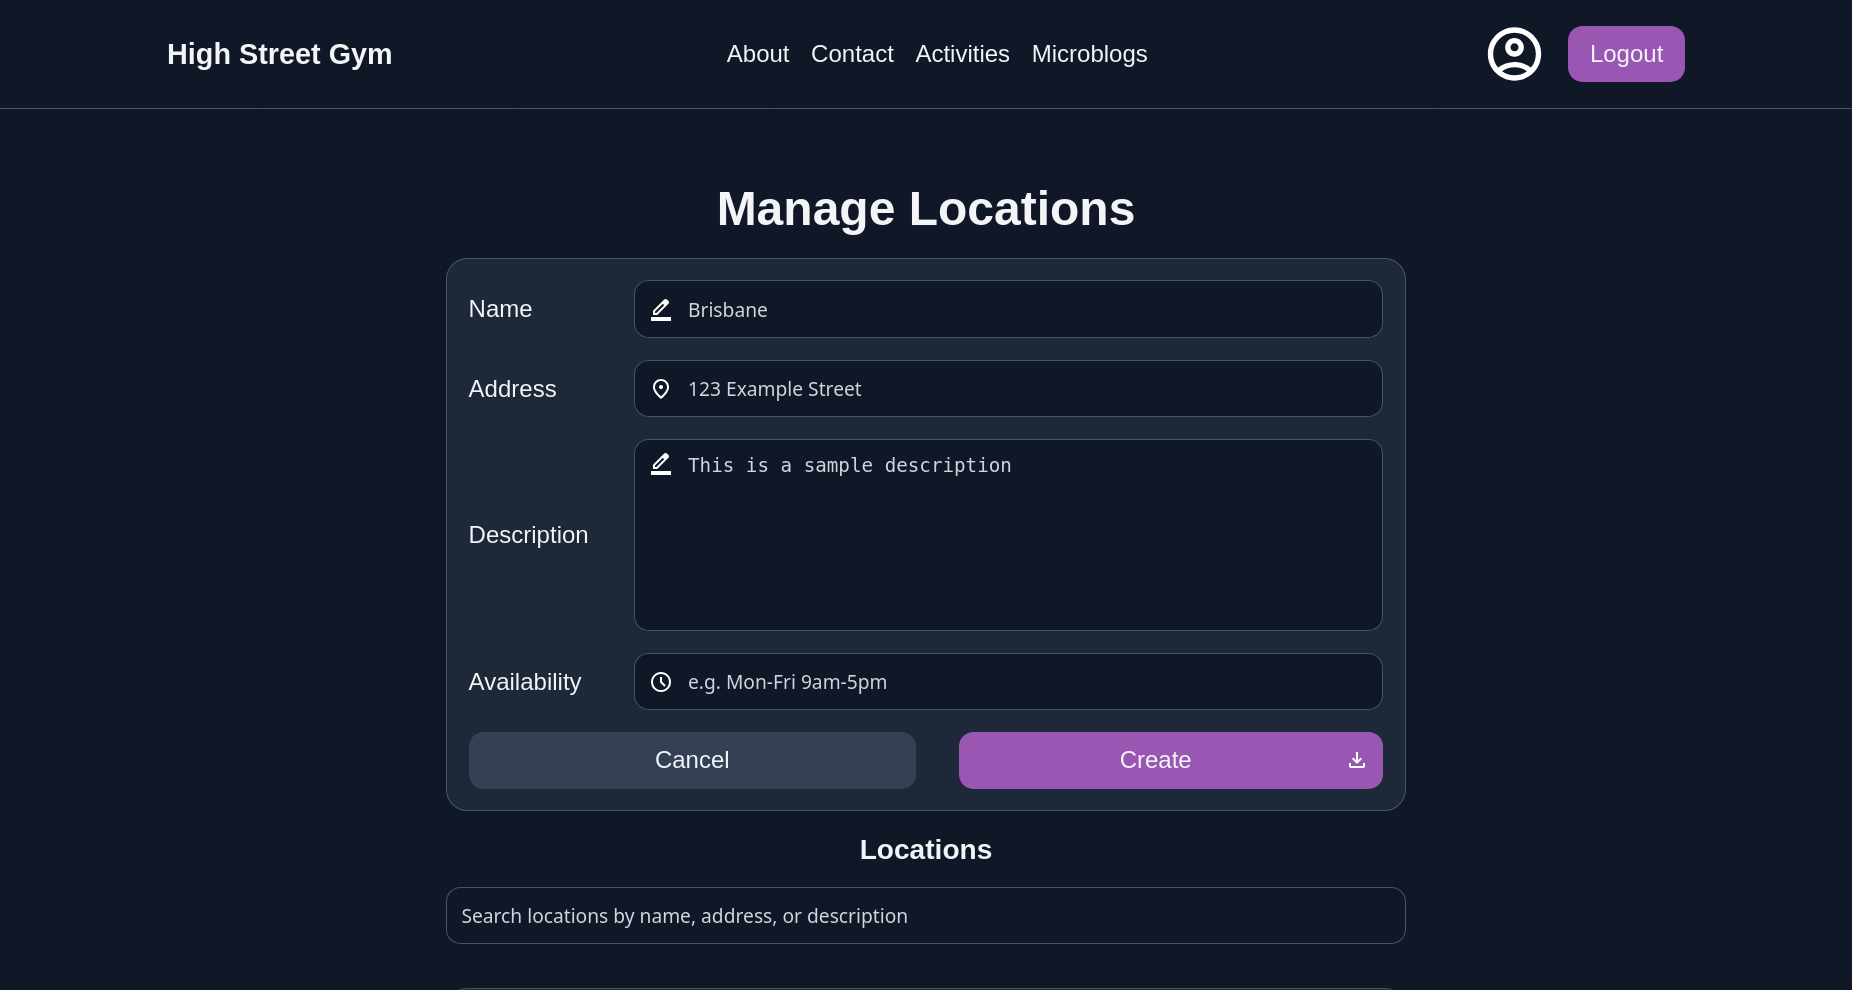 High Street Gym
About Contact Activities Microblogs
Logout
Manage Locations
Name
Brisbane
Address
123 Example Street
Description
This is a sample description
Availability
e.g. Mon-Fri 9am-5pm
Cancel
Create
Locations
Search locations by name, address, or description